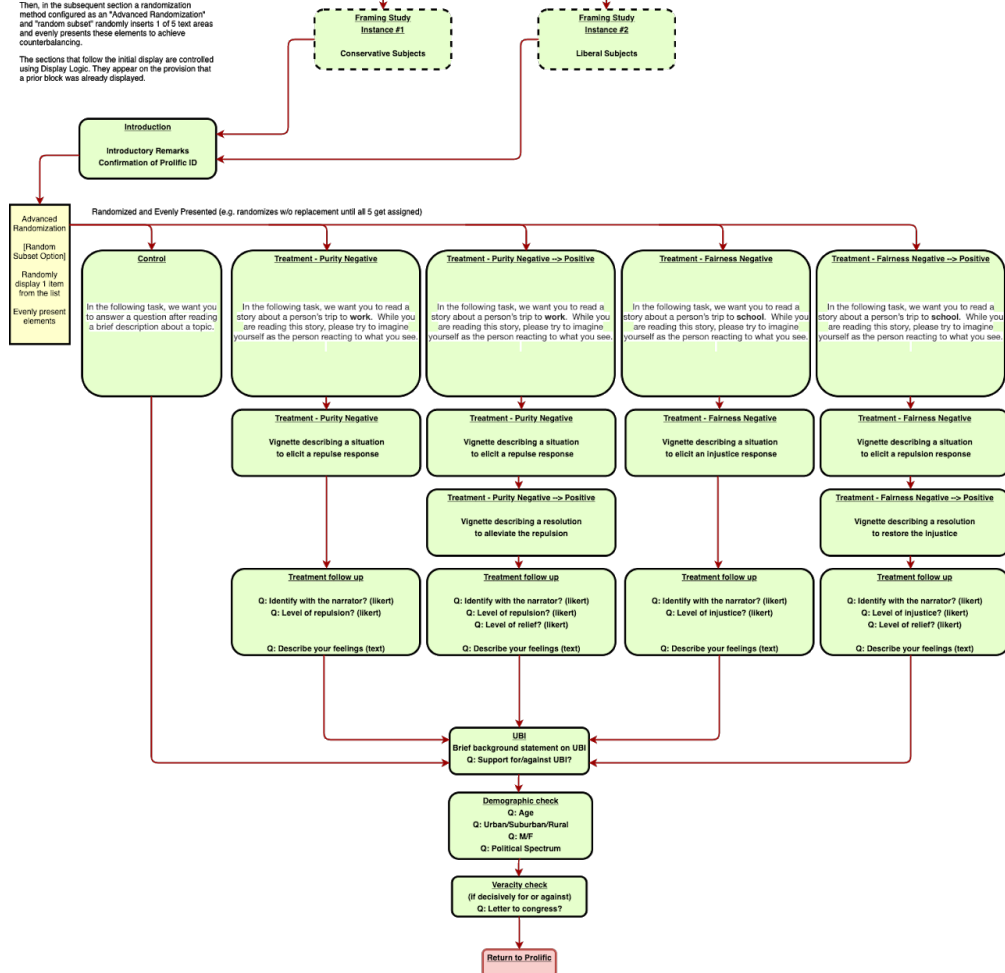 Then, in the subsequent section a randomization
method configured as an "Advanced Randomization"
and "random subset" randomly inserts 1 of 5 text areas
and evenly presents these elements to achieve
counterbalancing.
The sections that follow the initial display are controlled
using Display Logic. They appear on the provision that
a prior block was already displayed.
Framing Study
Instance #1
Conservative Subjects
Framing Study
Instance #2
Liberal Subjects
Introduction
Introductory Remarks
Confirmation of Prolific ID
Advanced
Randomization
[Random
Subset Option]
Randomly
display 1 item
from the list
Evenly present
elements
Randomized and Evenly Presented (e.g. randomizes w/o replacement until all 5 get assigned)
Control
In the following task, we want you
to answer a question after reading
a brief description about a topic.
Treatment - Purity Negative
In the following task, we want you to read a
story about a person's trip to work. While you
are reading this story, please try to imagine
yourself as the person reacting to what you see.
Treatment - Purity Negative --> Positive
In the following task, we want you to read a
story about a person's trip to work. While you
are reading this story, please try to imagine
yourself as the person reacting to what you see.
Treatment - Fairness Negative
In the following task, we want you to read a
story about a person's trip to school. While you
are reading this story, please try to imagine
yourself as the person reacting to what you see.
Treatment - Fairness Negative --> Positive
In the following task, we want you to read a
story about a person's trip to school. While you
are reading this story, please try to imagine
yourself as the person reacting to what you see.
Treatment - Purity Negative
Vignette describing a situation
to elicit a repulse response
Treatment - Purity Negative
Vignette describing a situation
to elicit a repulse response
Treatment - Fairness Negative
Vignette describing a situation
to elicit an injustice response
Treatment - Fairness Negative
Vignette describing a situation
to elicit a repulsion response
Treatment - Purity Negative --> Positive
Vignette describing a resolution
to alleviate the repulsion
Treatment - Fairness Negative --> Positive
Vignette describing a resolution
to restore the injustice
Treatment follow up
Q: Identify with the narrator? (likert)
Q: Level of repulsion? (likert)
Q: Describe your feelings (text)
Treatment follow up
Q: Identify with the narrator? (likert)
Q: Level of repulsion? (likert)
Q: Level of relief? (likert)
Q: Describe your feelings (text)
Treatment follow up
Q: Identify with the narrator? (likert)
Q: Level of injustice? (likert)
Q: Describe your feelings (text)
Treatment follow up
Q: Identify with the narrator? (likert)
Q: Level of injustice? (likert)
Q: Level of relief? (likert)
Q: Describe your feelings (text)
UBI
Brief background statement on UBI
Q: Support for/against UBI?
Demographic check
Q: Age
Q: Urban/Suburban/Rural
Q: M/F
Q: Political Spectrum
Veracity check
(if decisively for or against)
Q: Letter to congress?
Return to Prolific